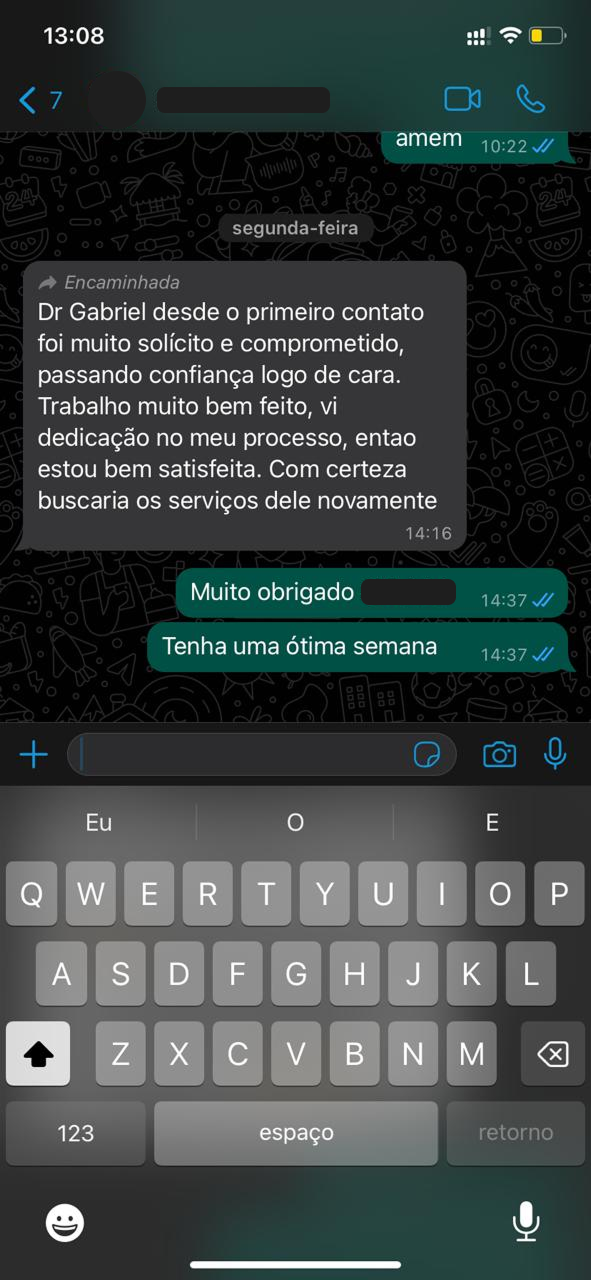 13:08
7
amém 10:22
segunda-feira
Encaminhada
Dr Gabriel desde o primeiro contato
foi muito solícito e comprometido,
passando confiança logo de cara.
Trabalho muito bem feito, vi
dedicação no meu processo, entao
estou bem satisfeita. Com certeza
buscaria os serviços dele novamente
14:16
Muito obrigado 14:37
Tenha uma ótima semana 14:37
Eu O E
Q W E R T Y U I O P
A S D F G H J K L
Z X C V B N M
123 espaço retorno